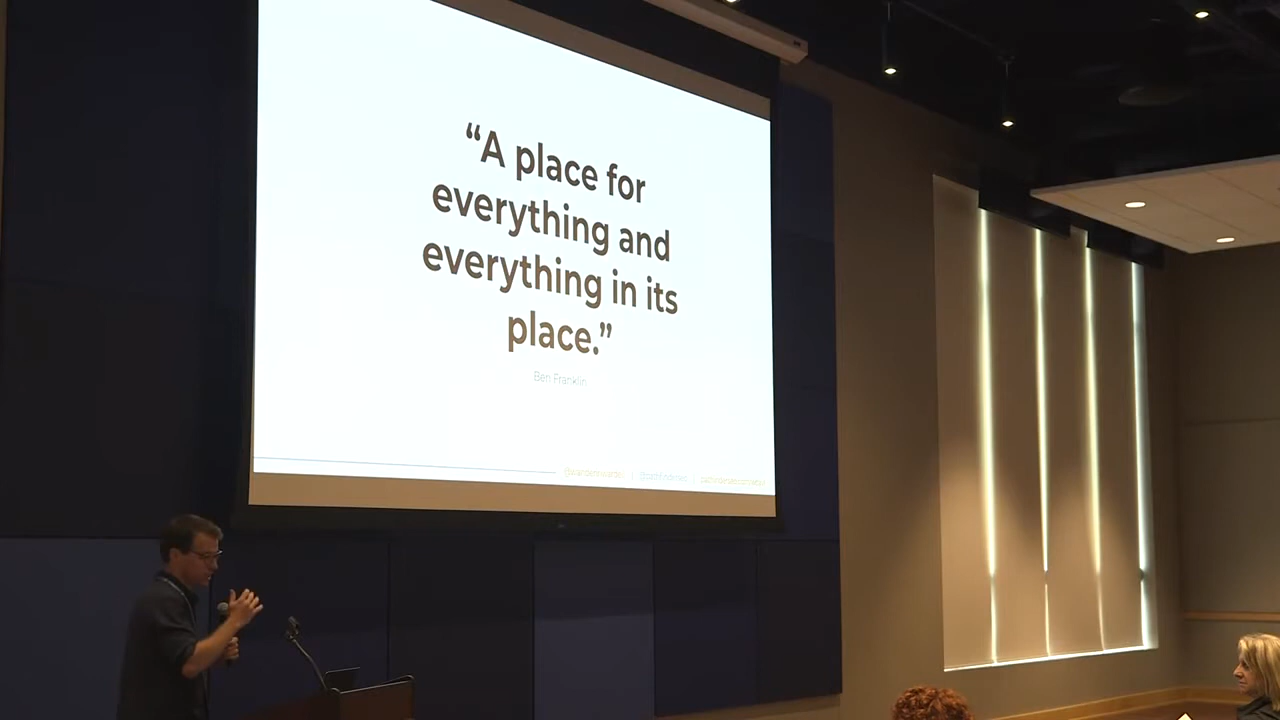 “A place for
everything and
everything in its
place.”
Ben Franklin